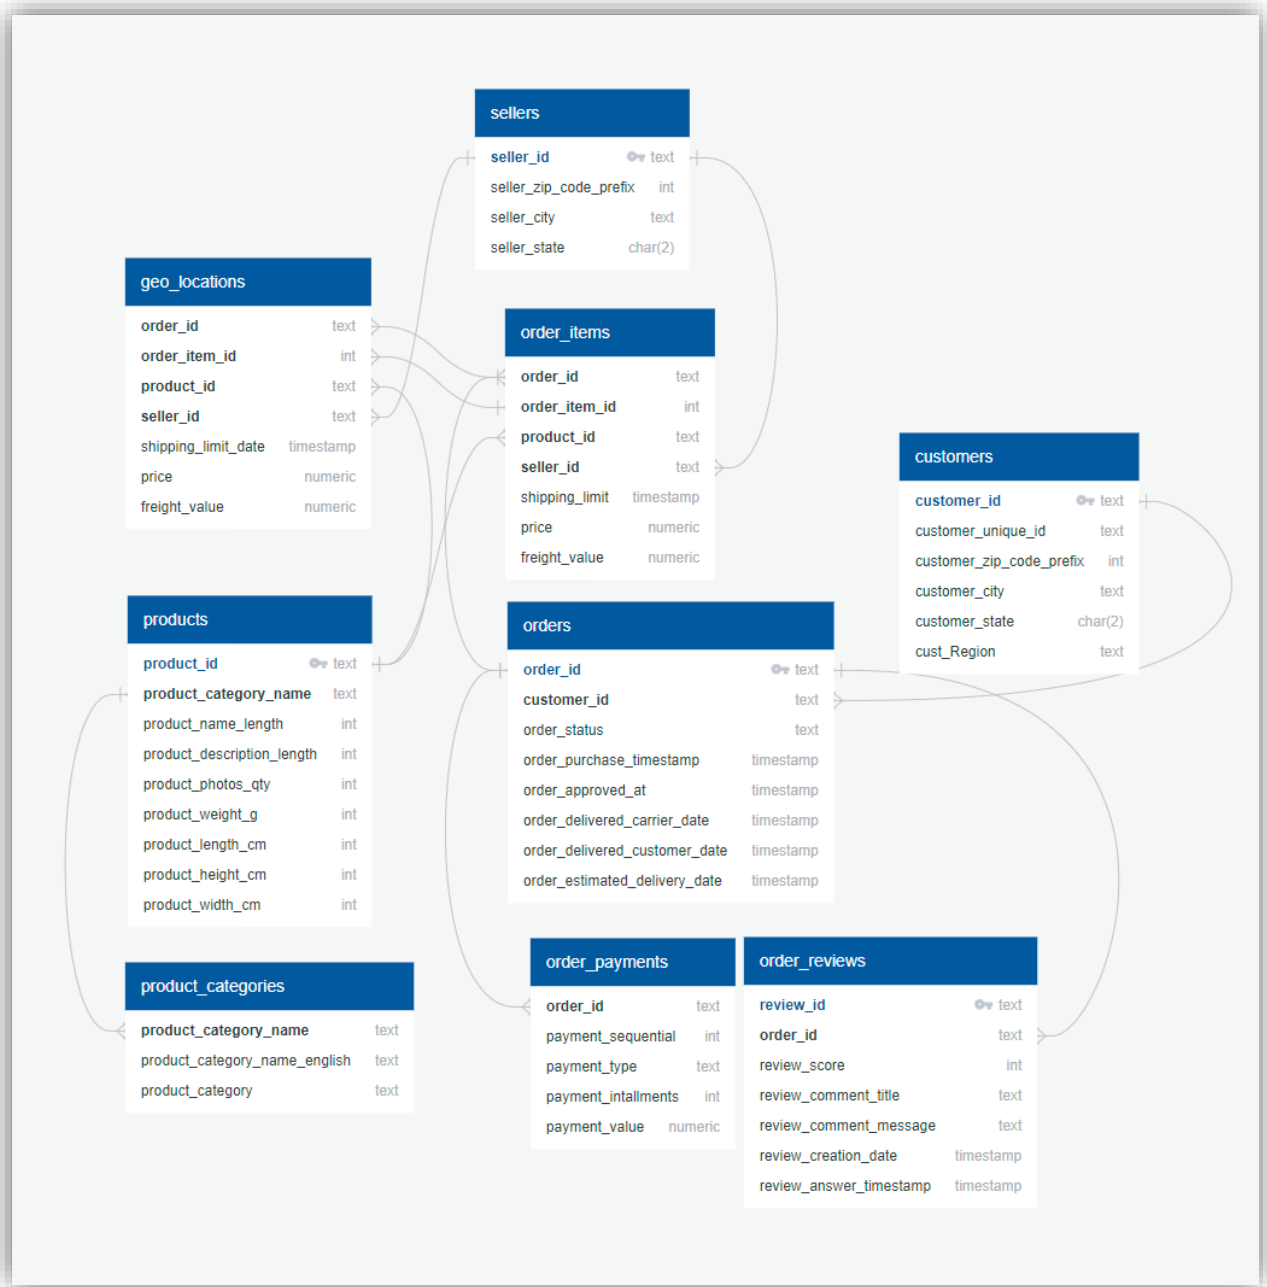 sellers
seller_id text
seller_zip_code_prefix int
seller_city text
seller_state char(2)
geo_locations
order_id text
order_item_id int
product_id text
seller_id text
shipping_limit_date timestamp
price numeric
freight_value numeric
order_items
order_id text
order_item_id int
product_id text
seller_id text
shipping_limit timestamp
price numeric
freight_value numeric
customers
customer_id text
customer_unique_id text
customer_zip_code_prefix int
customer_city text
customer_state char(2)
cust_Region text
products
product_id text
product_category_name text
product_name_length int
product_description_length int
product_photos_qty int
product_weight_g int
product_length_cm int
product_height_cm int
product_width_cm int
orders
order_id text
customer_id text
order_status text
order_purchase_timestamp timestamp
order_approved_at timestamp
order_delivered_carrier_date timestamp
order_delivered_customer_date timestamp
order_estimated_delivery_date timestamp
product_categories
product_category_name text
product_category_name_english text
product_category text
order_payments
order_id text
payment_sequential int
payment_type text
payment_intallments int
payment_value numeric
order_reviews
review_id text
order_id text
review_score int
review_comment_title text
review_comment_message text
review_creation_date timestamp
review_answer_timestamp timestamp